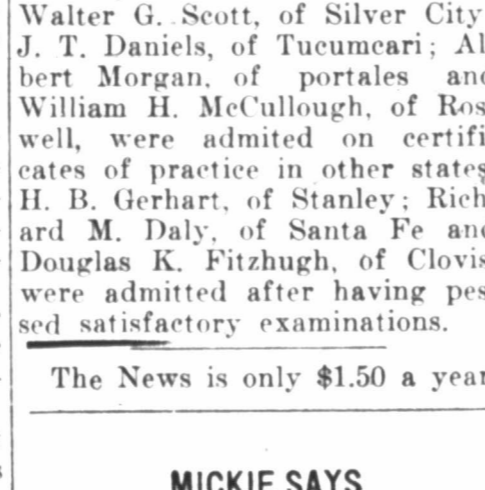 Walter G. Scott, of Silver City
J. T. Daniels, of Tucumcari; Al
bert Morgan, of portales and
William H. McCullough, of Ros
well, were admited on certifi
cates of practice in other states
H. B. Gerhart, of Stanley; Rich
ard M. Daly, of Santa Fe and
Douglas K. Fitzhugh, of Clovis
were admitted after having pes
sed satisfactory examinations.
The News is only $1.50 a year
MICKIE SAYS